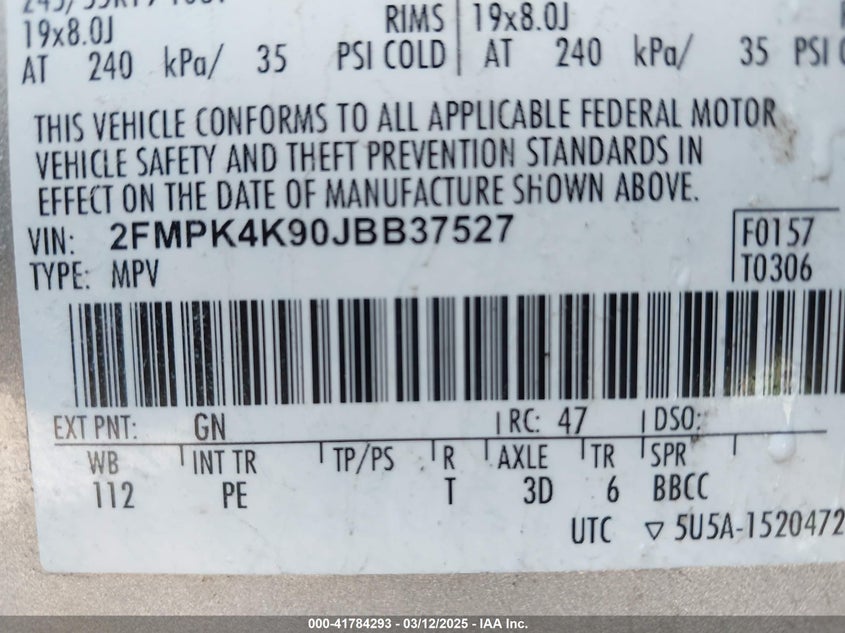 RIMS 19x8.0J
19x8.0J
AT 240 kPa/ 35 PSI COLD AT 240 kPa/ 35 PSI
THIS VEHICLE CONFORMS TO ALL APPLICABLE FEDERAL MOTOR
VEHICLE SAFETY AND THEFT PREVENTION STANDARDS IN
EFFECT ON THE DATE OF MANUFACTURE SHOWN ABOVE.
VIN: 2FMPK4K90JBB37527 F0157
TYPE: MPV T0306
EXT PNT: GN RC: 47 DSO:
WB INT TR TP/PS R AXLE TR SPR
112 PE T 3D 6 BBCC
UTC ▽ 5U5A-1520472
000-41784293 - 03/12/2025 - IAA Inc.